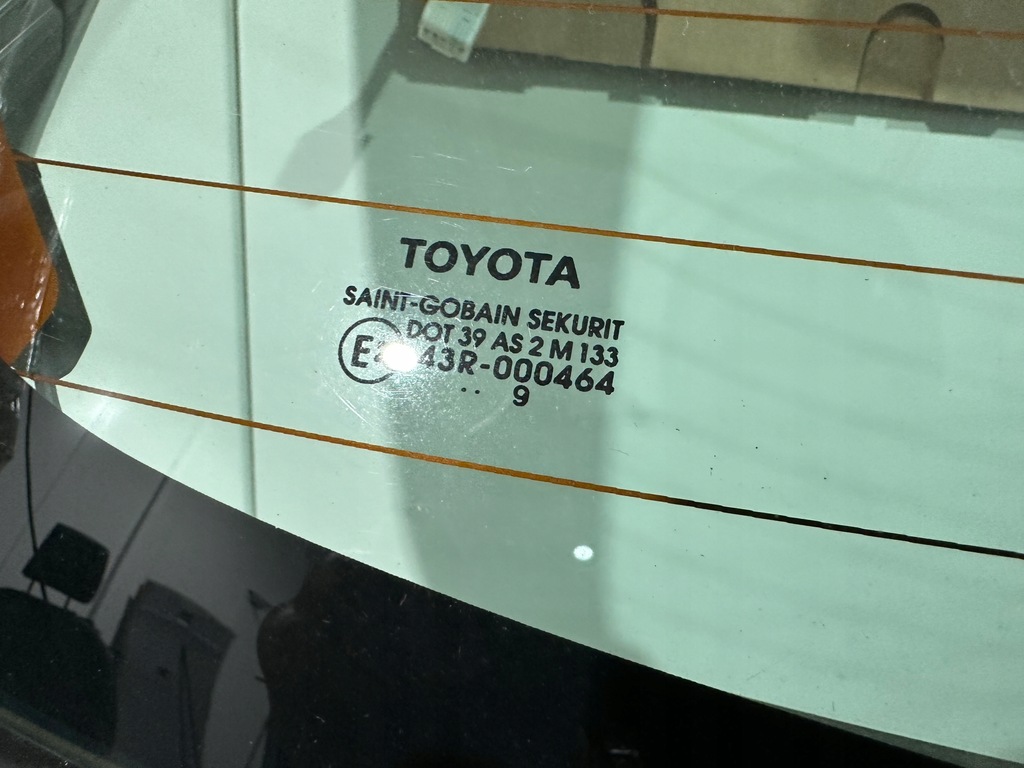 TOYOTA
SAINT-GOBAIN SEKURIT
DOT 39 AS 2 M 133
43R-000464
.. 9